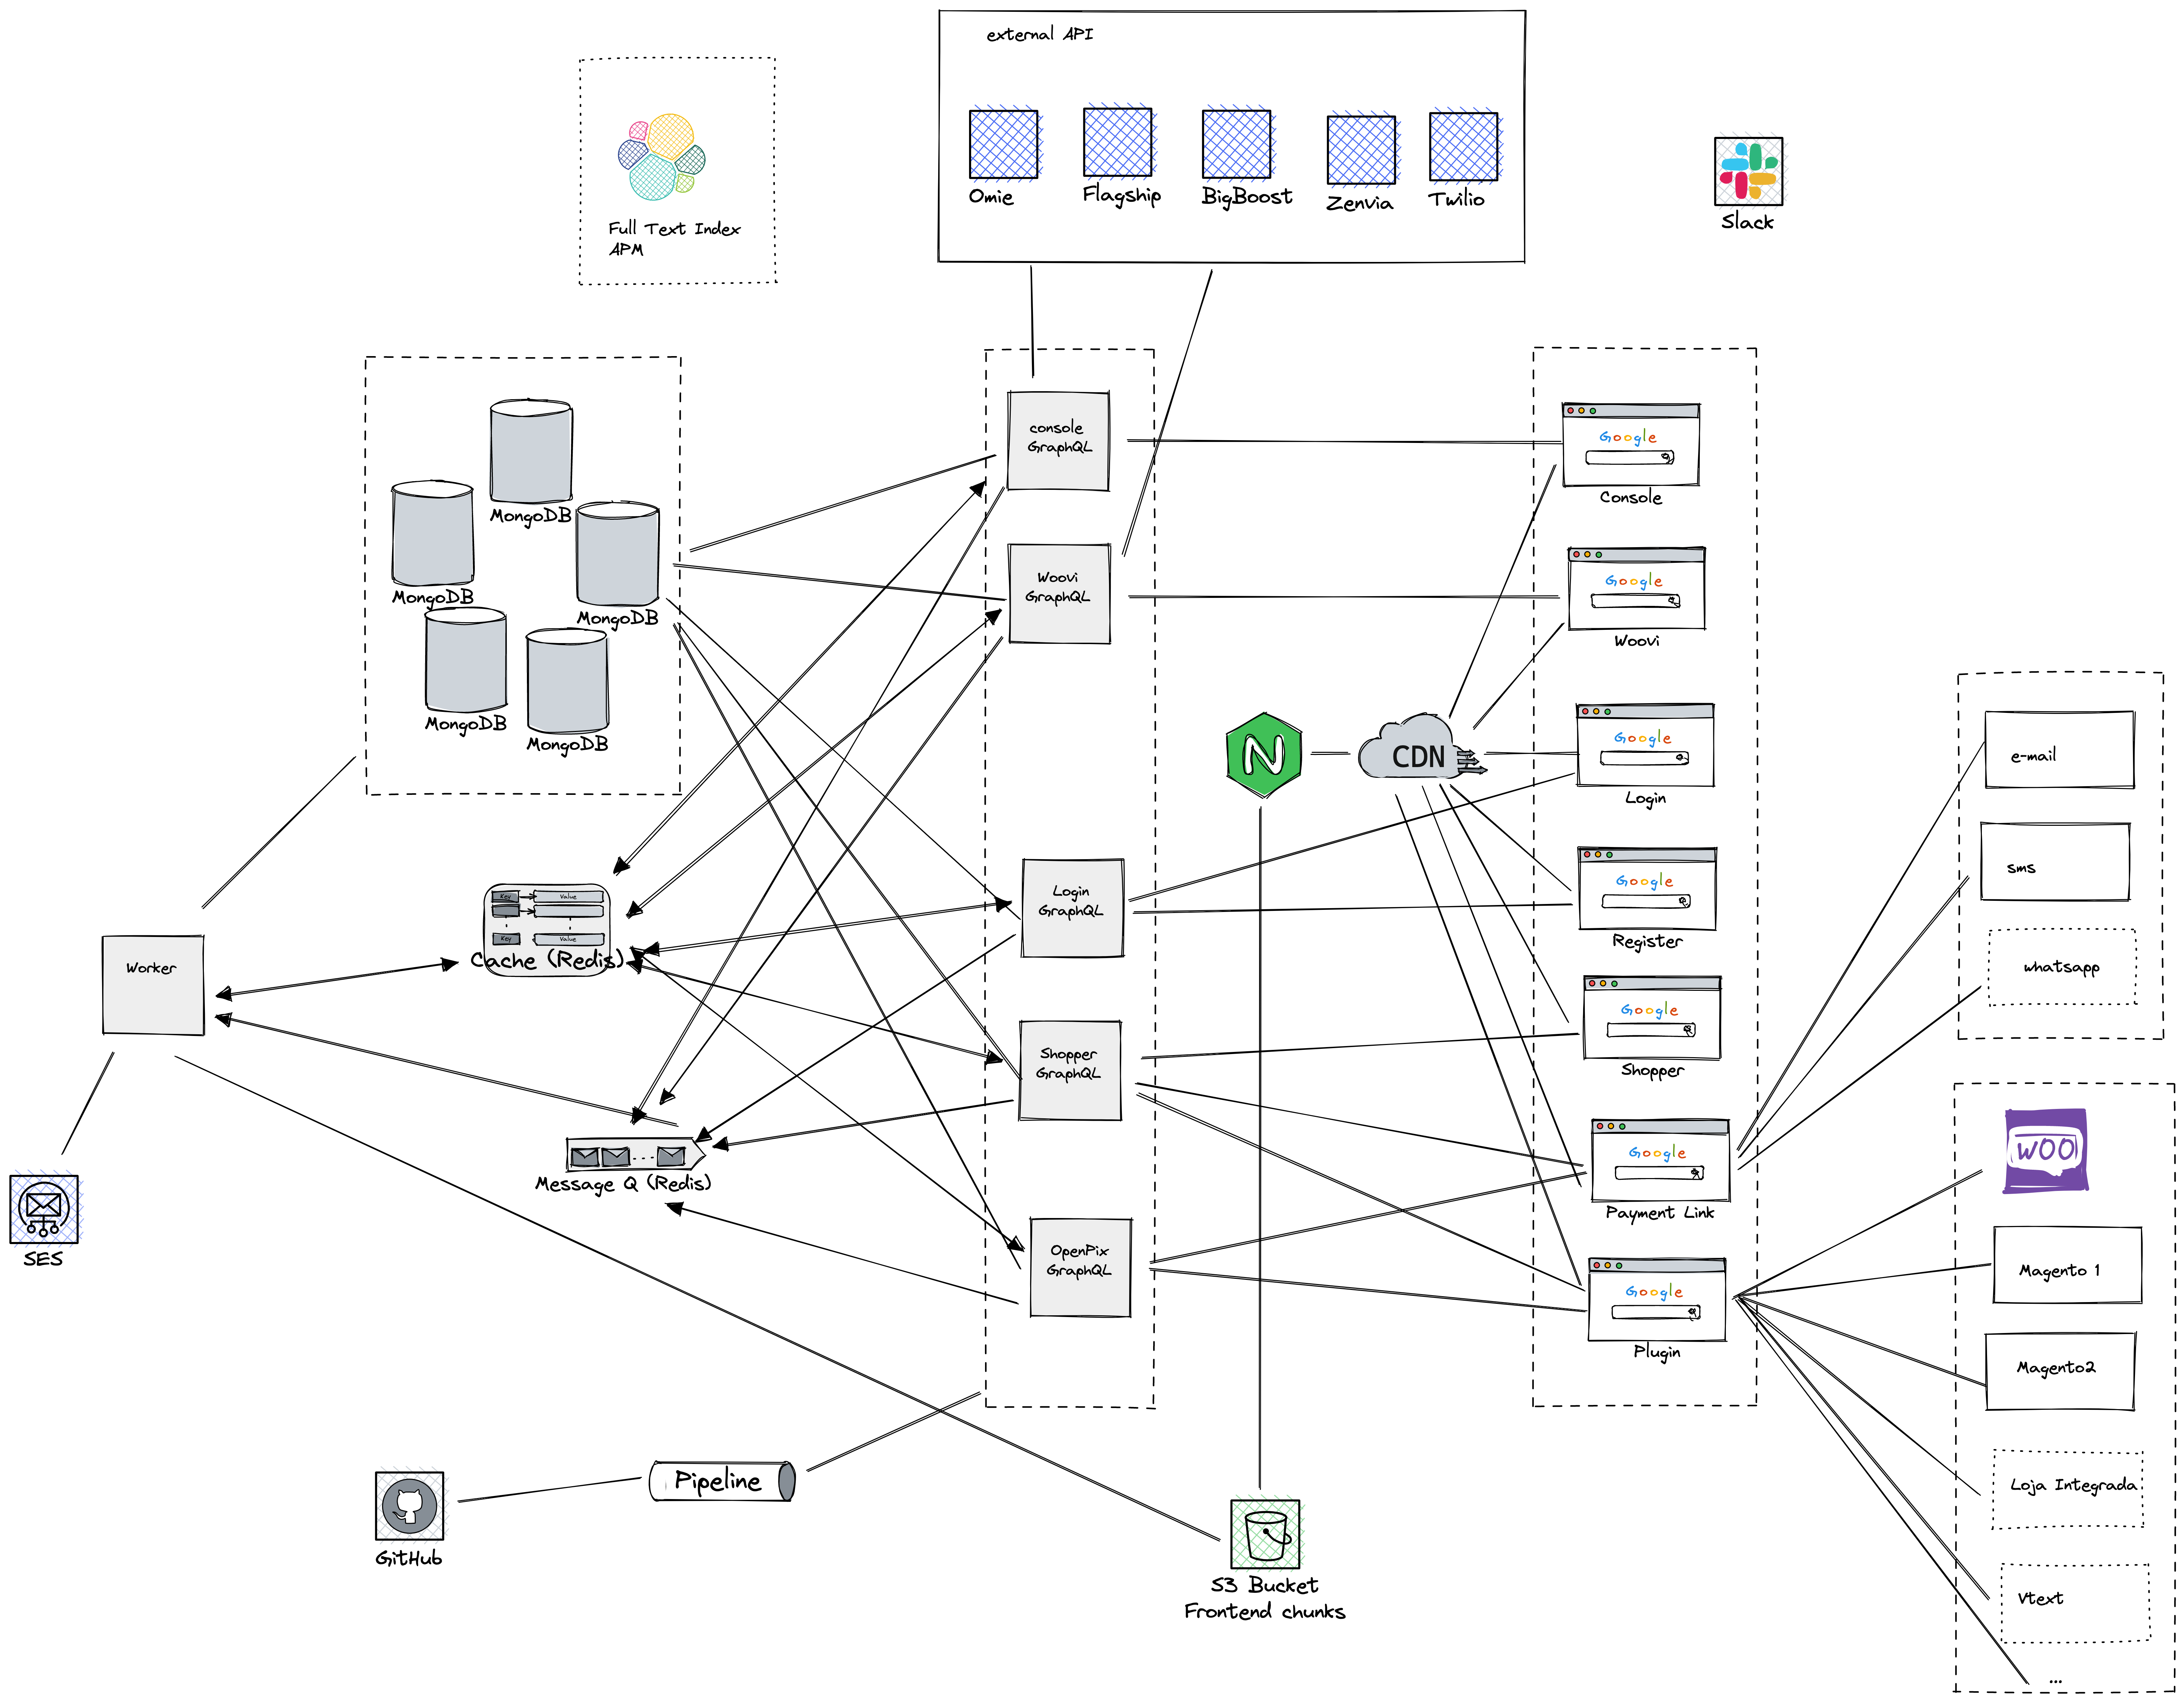 external API
Omie
Flagship
BigBoost
Zenvia
Twilio
Slack
Full Text Index
APM
MongoDB
MongoDB
MongoDB
MongoDB
MongoDB
console
GraphQL
Woovi
GraphQL
Login
GraphQL
Shopper
GraphQL
OpenPix
GraphQL
Google
Console
Google
Woovi
Google
Login
Google
Register
Google
Shopper
Google
Payment Link
Google
Plugin
N
CDN
e-mail
sms
whatsapp
WOO
Magento 1
Magento2
Loja Integrada
Vtext
...
Key
Value
Key
Value
Cache (Redis)
Worker
Message Q (Redis)
SES
Pipeline
GitHub
S3 Bucket
Frontend chunks